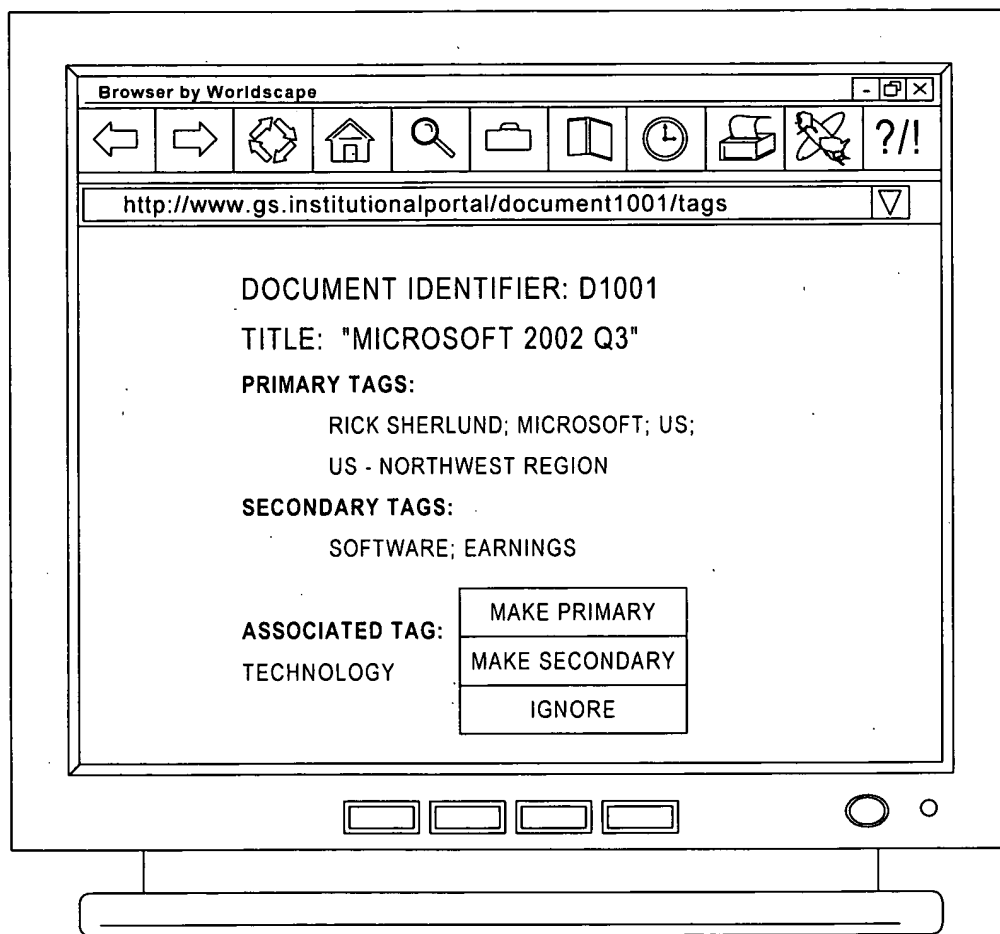 Browser by Worldscape
?/!
http://www.gs.institutionalportal/document1001/tags
DOCUMENT IDENTIFIER: D1001
TITLE: "MICROSOFT 2002 Q3"
PRIMARY TAGS:
RICK SHERLUND; MICROSOFT; US;
US - NORTHWEST REGION
SECONDARY TAGS:
SOFTWARE; EARNINGS
ASSOCIATED TAG:
TECHNOLOGY
MAKE PRIMARY
MAKE SECONDARY
IGNORE